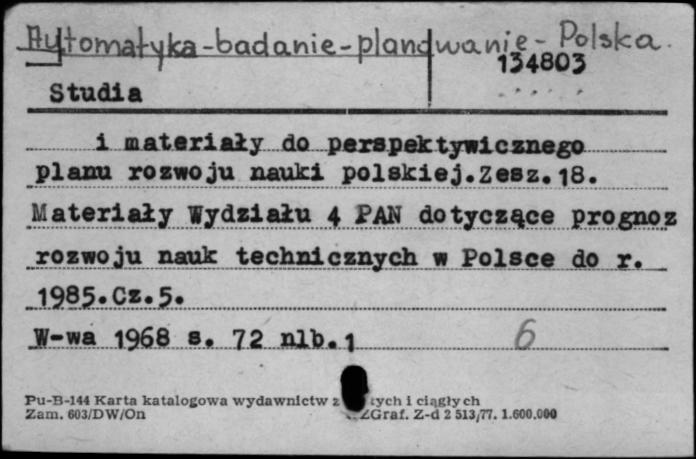 Automatyka-badanie-planowanie-Polska.
134803
Studia
i materiały do perspektywicznego
planu rozwoju nauki polskiej.Zesz.18.
Materiały Wydziału 4 PAN dotyczące prognoz
rozwoju nauk technicznych w Polsce do r.
1985.Cz.5.
W-wa 1968 s. 72 nlb.1 6
Pu-B-144 Karta katalogowa wydawnictw i ciągłych
Zam. 603/DW/On ZGraf. Z-d 2 513/77. 1.600.000